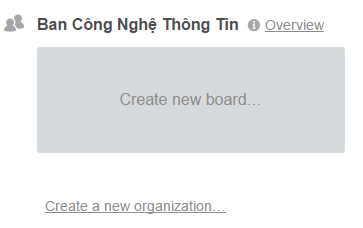 Ban Công Nghệ Thông Tin Overview
Create new board...
Create a new organization...